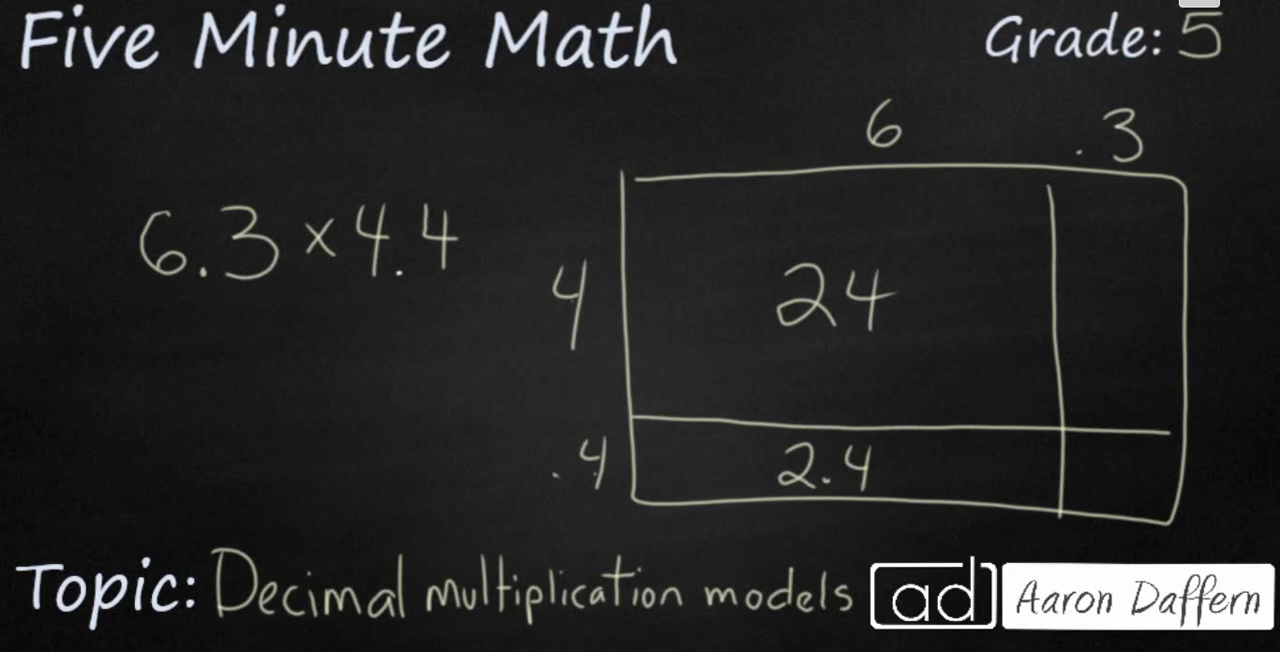 Five Minute Math
Grade: 5
6 .3
6.3 × 4.4
4 24
.4 2.4
Topic: Decimal multiplication models
ad Aaron Daffern